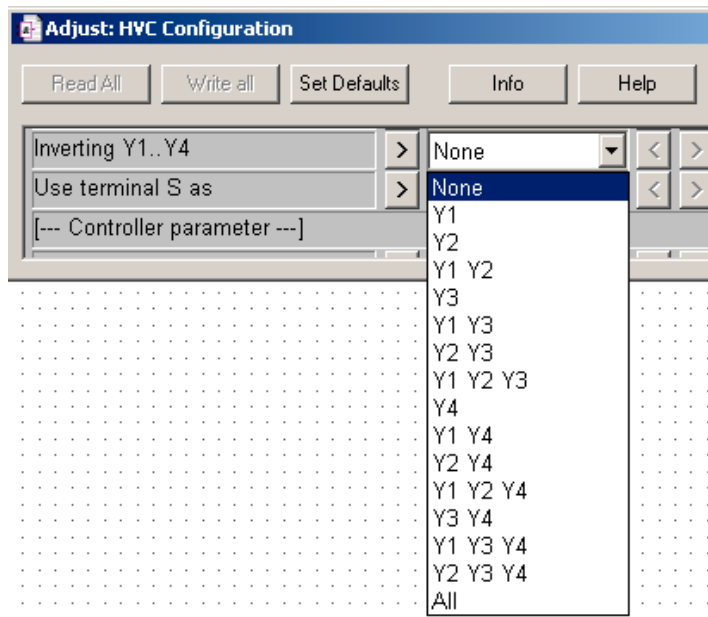 Adjust: HVC Configuration
Read All Write all Set Defaults Info Help
Inverting Y1..Y4 > None < >
Use terminal S as > None < >
[--- Controller parameter ---]
Y1
Y2
Y1 Y2
Y3
Y1 Y3
Y2 Y3
Y1 Y2 Y3
Y4
Y1 Y4
Y2 Y4
Y1 Y2 Y4
Y3 Y4
Y1 Y3 Y4
Y2 Y3 Y4
All